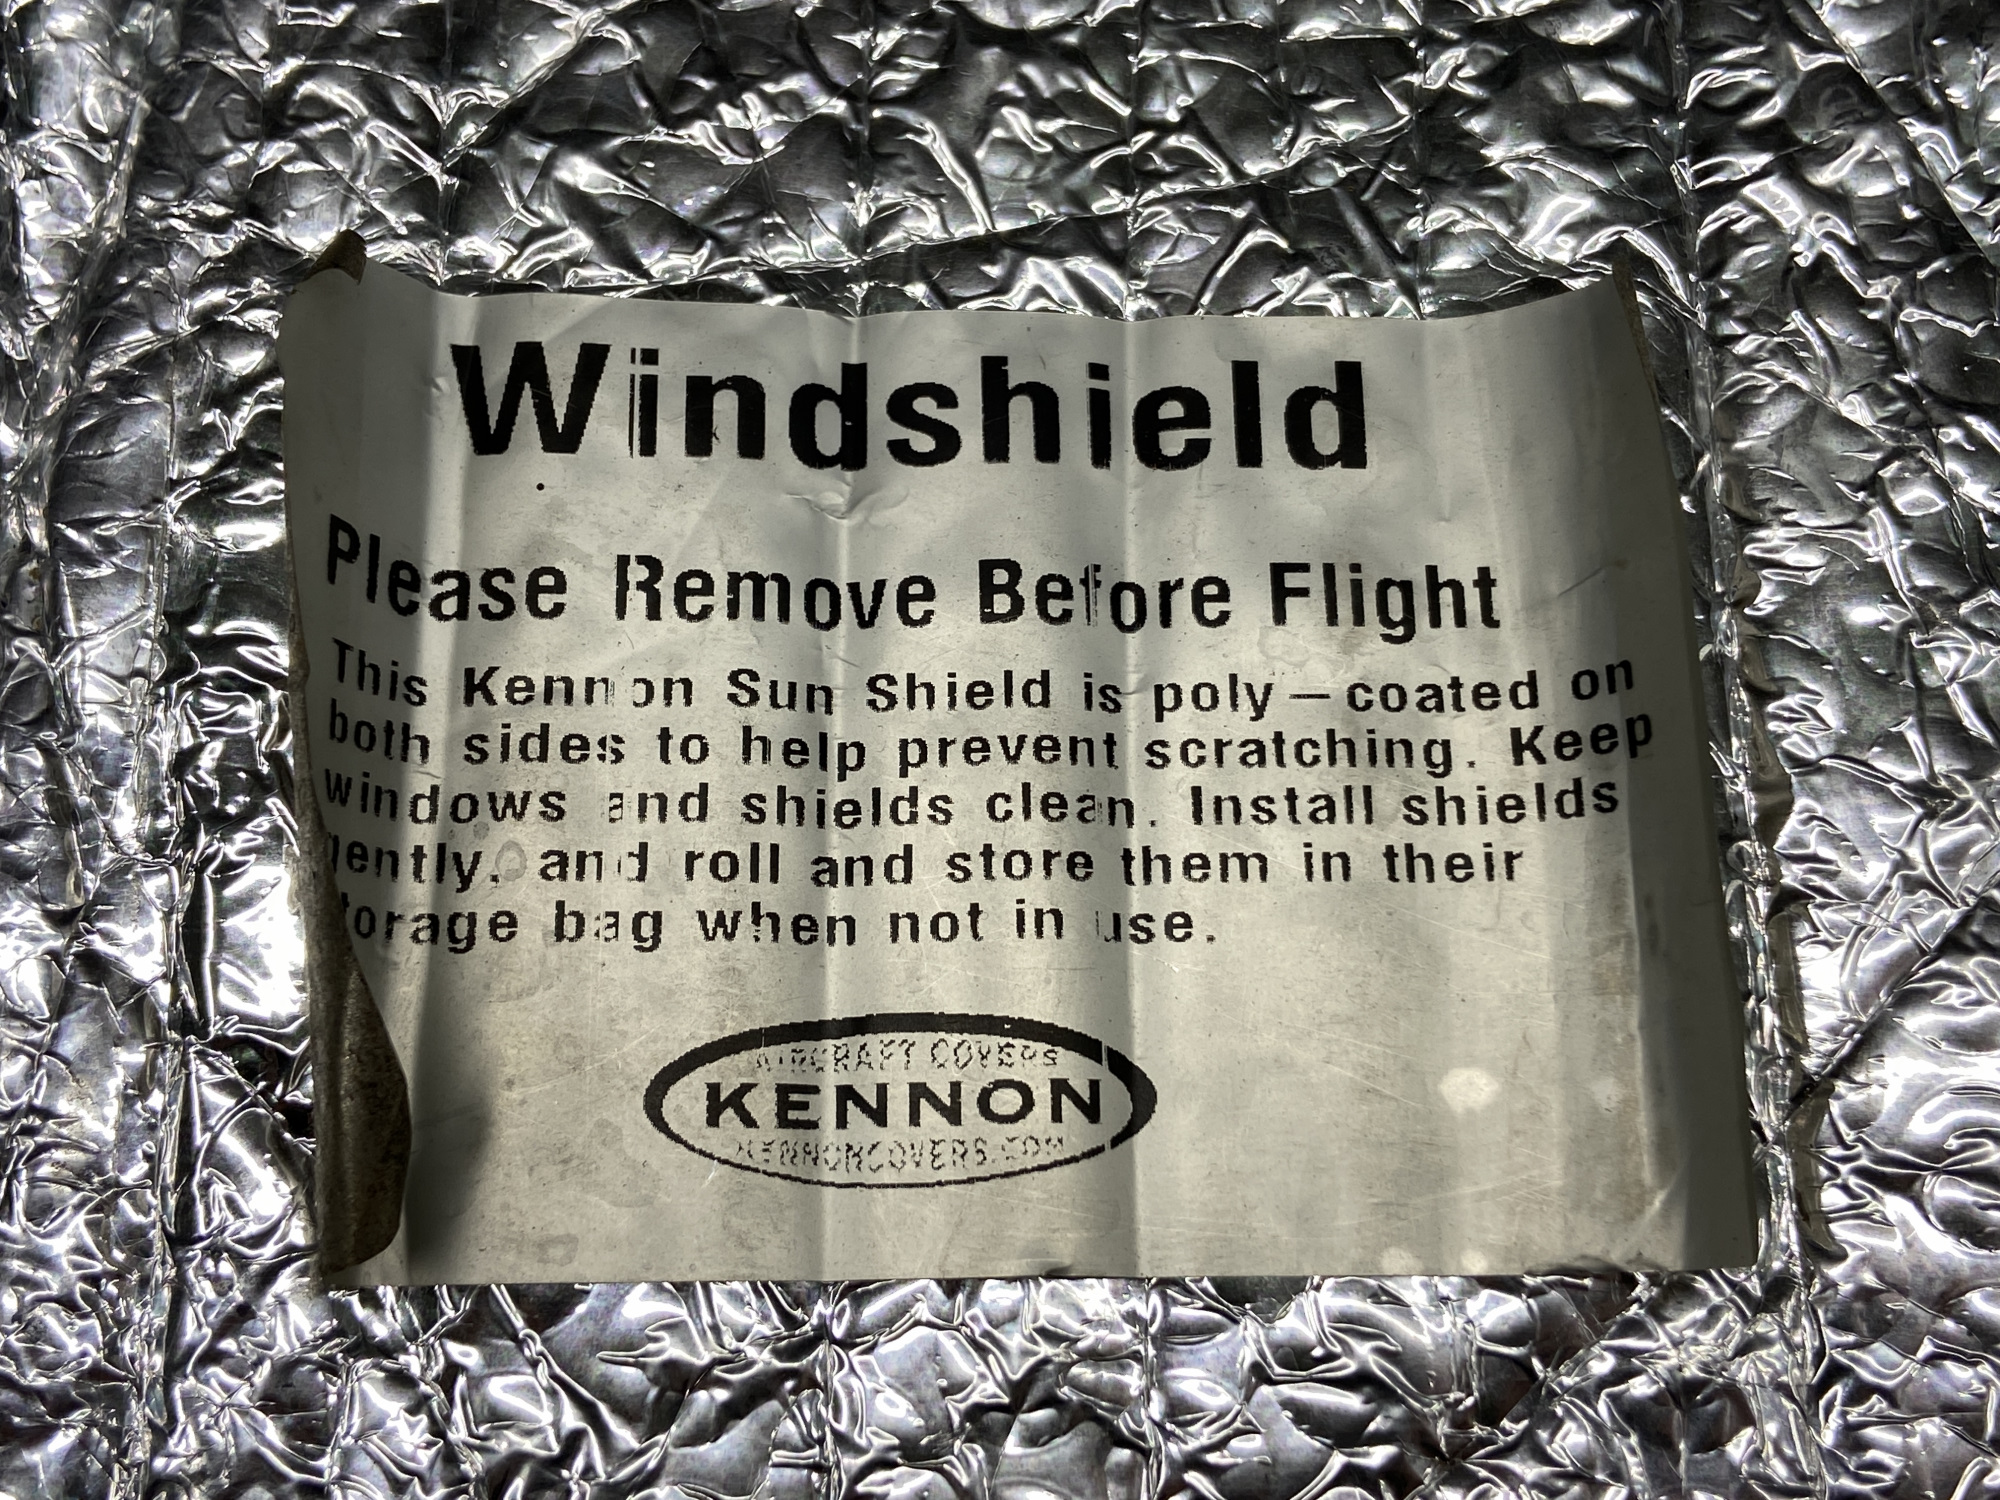 Windshield
Please Remove Before Flight
This Kennon Sun Shield is poly-coated on
both sides to help prevent scratching. Keep
windows and shields clean. Install shields
gently, and roll and store them in their
storage bag when not in use.
AIRCRAFT COVERS
KENNON
KENNONCOVERS.COM